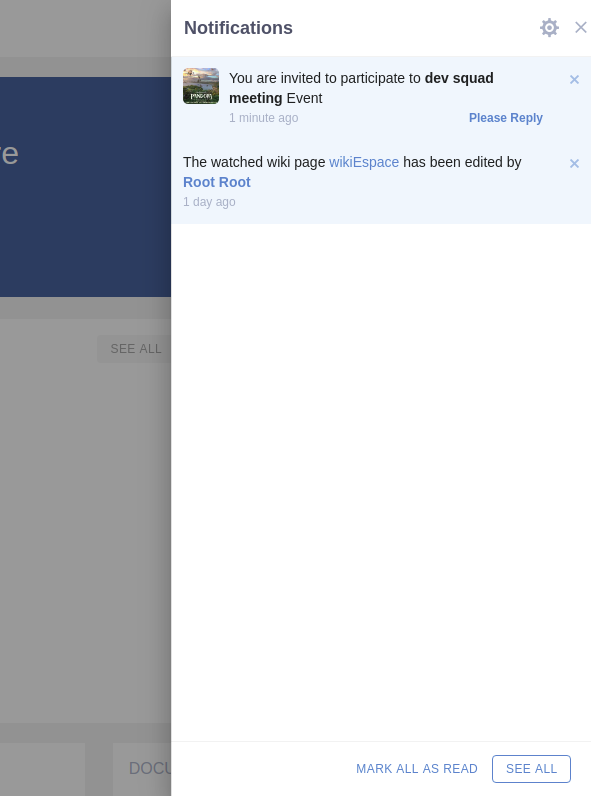 Notifications
You are invited to participate to dev squad
meeting Event
1 minute ago
Please Reply
The watched wiki page wikiEspace has been edited by
Root Root
1 day ago
SEE ALL
MARK ALL AS READ
SEE ALL